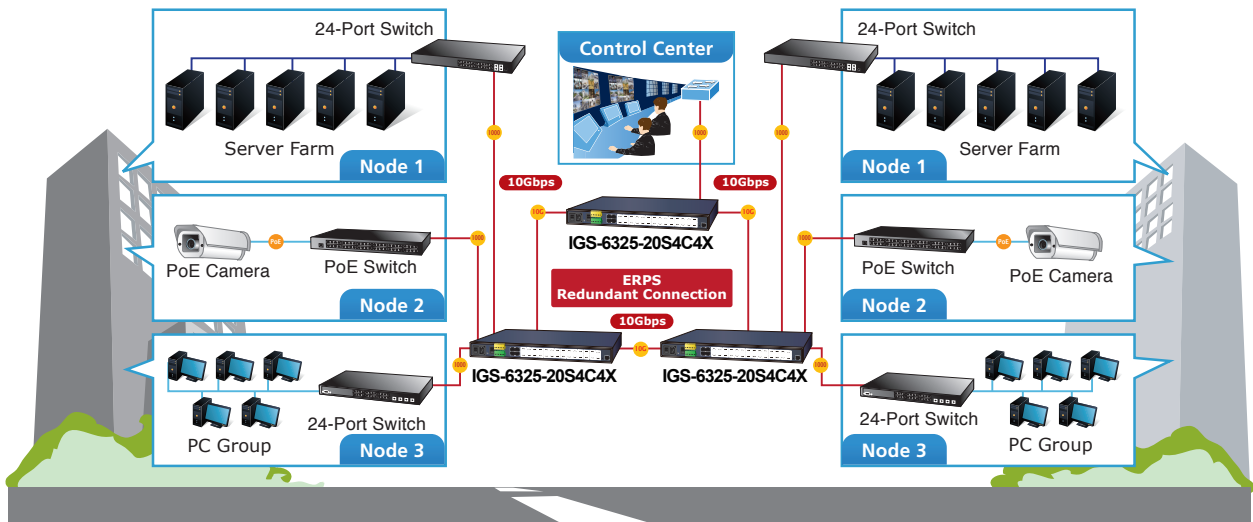 24-Port Switch
Server Farm
Node 1
1000
PoE
PoE Camera
PoE Switch
1000
Node 2
1000
PC Group
24-Port Switch
Node 3
Control Center
1000
10Gbps
10Gbps
10G
10G
IGS-6325-20S4C4X
ERPS
Redundant Connection
10Gbps
10G
IGS-6325-20S4C4X
IGS-6325-20S4C4X
24-Port Switch
Server Farm
Node 1
1000
1000
PoE
PoE Switch
PoE Camera
Node 2
1000
24-Port Switch
PC Group
Node 3